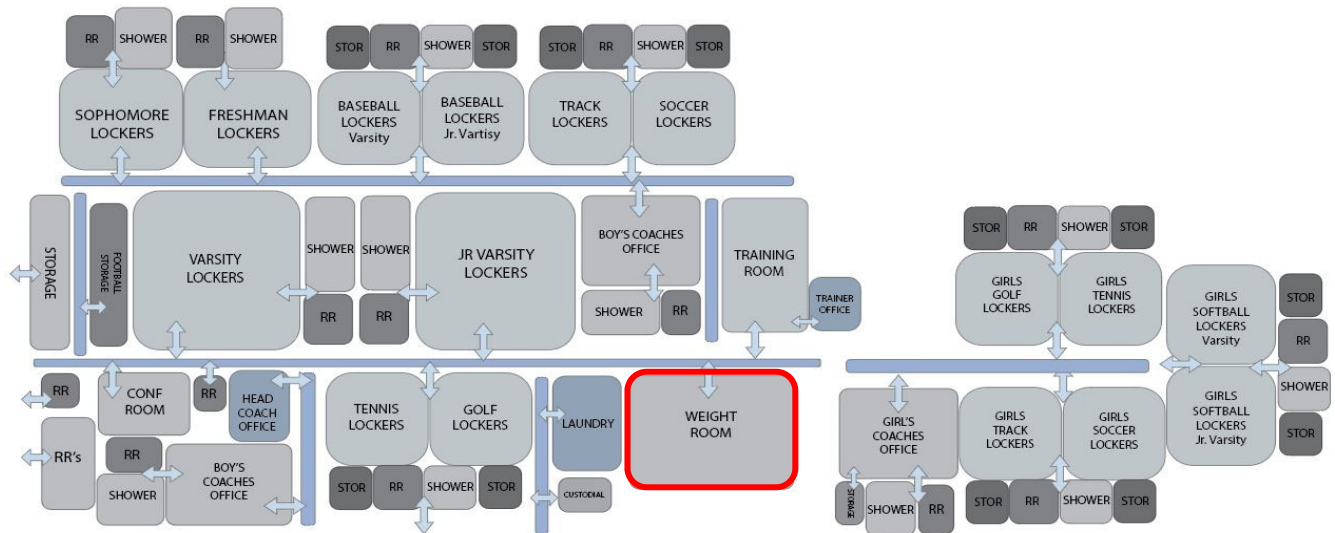 RR
SHOWER
RR
SHOWER
STOR
RR
SHOWER
STOR
STOR
RR
SHOWER
STOR
SOPHOMORE
LOCKERS
FRESHMAN
LOCKERS
BASEBALL
LOCKERS
Varsity
BASEBALL
LOCKERS
Jr. Vartisy
TRACK
LOCKERS
SOCCER
LOCKERS
STORAGE
FOOTBALL
STORAGE
VARSITY
LOCKERS
SHOWER
RR
SHOWER
RR
JR VARSITY
LOCKERS
BOY'S COACHES
OFFICE
SHOWER
RR
TRAINING
ROOM
TRAINER
OFFICE
RR
CONF
ROOM
RR
HEAD
COACH
OFFICE
RR's
RR
SHOWER
BOY'S
COACHES
OFFICE
TENNIS
LOCKERS
GOLF
LOCKERS
STOR
RR
SHOWER
STOR
LAUNDRY
CUSTODIAL
WEIGHT
ROOM
STOR
RR
SHOWER
STOR
GIRLS
GOLF
LOCKERS
GIRLS
TENNIS
LOCKERS
GIRLS
SOFTBALL
LOCKERS
Varsity
STOR
RR
SHOWER
STOR
GIRL'S
COACHES
OFFICE
GIRLS
TRACK
LOCKERS
GIRLS
SOCCER
LOCKERS
GIRLS
SOFTBALL
LOCKERS
Jr. Varsity
STORAGE
SHOWER
RR
STOR
RR
SHOWER
STOR